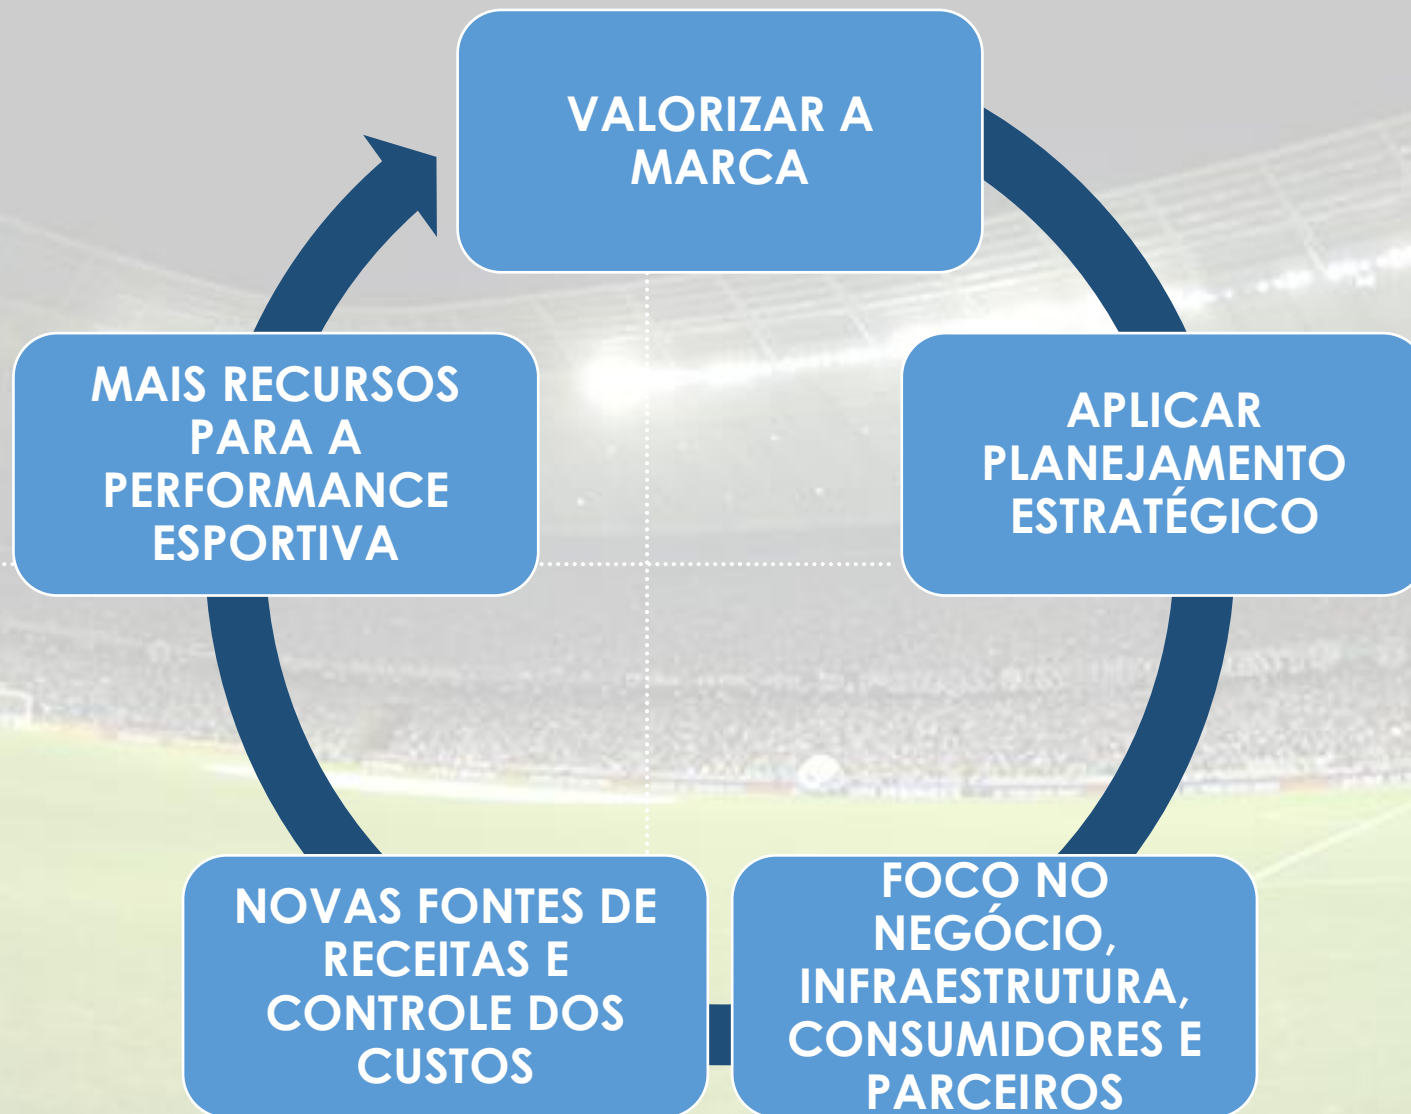 VALORIZAR A
MARCA
APLICAR
PLANEJAMENTO
ESTRATÉGICO
FOCO NO
NEGÓCIO,
INFRAESTRUTURA,
CONSUMIDORES E
PARCEIROS
NOVAS FONTES DE
RECEITAS E
CONTROLE DOS
CUSTOS
MAIS RECURSOS
PARA A
PERFORMANCE
ESPORTIVA